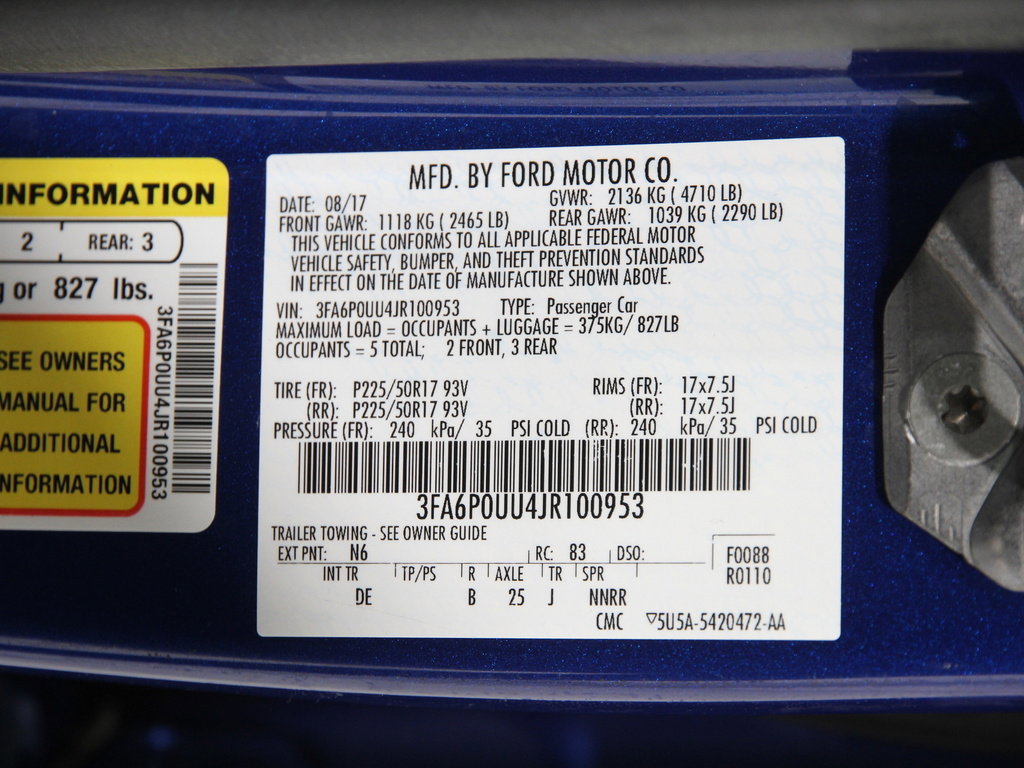 INFORMATION
2 REAR: 3
or 827 lbs.
SEE OWNERS
MANUAL FOR
ADDITIONAL
INFORMATION
3FA6P0UU4JR100953
MFD. BY FORD MOTOR CO.
DATE: 08/17 GVWR: 2136 KG ( 4710 LB)
FRONT GAWR: 1118 KG ( 2465 LB) REAR GAWR: 1039 KG ( 2290 LB)
THIS VEHICLE CONFORMS TO ALL APPLICABLE FEDERAL MOTOR
VEHICLE SAFETY, BUMPER, AND THEFT PREVENTION STANDARDS
IN EFFECT ON THE DATE OF MANUFACTURE SHOWN ABOVE.
VIN: 3FA6P0UU4JR100953 TYPE: Passenger Car
MAXIMUM LOAD = OCCUPANTS + LUGGAGE = 375KG/ 827LB
OCCUPANTS = 5 TOTAL; 2 FRONT, 3 REAR
TIRE (FR): P225/50R17 93V RIMS (FR): 17x7.5J
(RR): P225/50R17 93V (RR): 17x7.5J
PRESSURE (FR): 240 kPa/ 35 PSI COLD (RR): 240 kPa/ 35 PSI COLD
3FA6P0UU4JR100953
TRAILER TOWING - SEE OWNER GUIDE
EXT PNT: N6 RC: 83 DSO: F0088
R0110
INT TR TP/PS R AXLE TR SPR
DE B 25 J NNRR
CMC ▽5U5A-5420472-AA